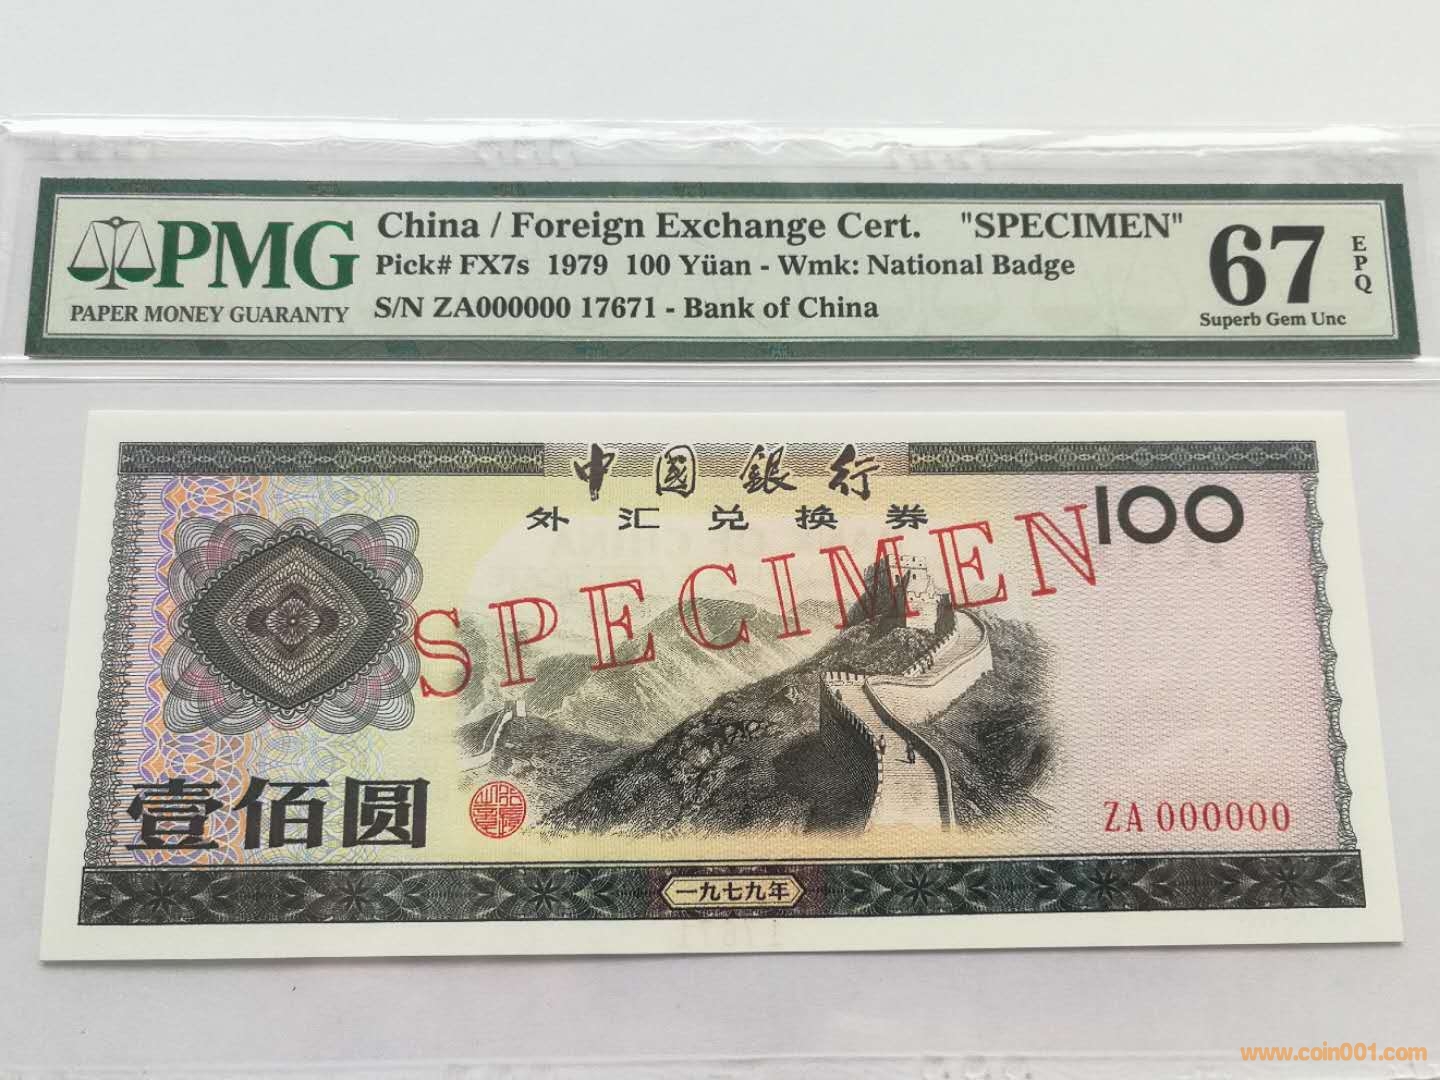 China / Foreign Exchange Cert. "SPECIMEN"
PMG
Pick# FX7s 1979 100 Yüan - Wmk: National Badge
PAPER MONEY GUARANTY
S/N ZA000000 17671 - Bank of China
67
EPQ
Superb Gem Unc
中國銀行
外汇兑换券
100
SPECIMEN
壹佰圆
ZA 000000
一九七九年
www.coin001.com